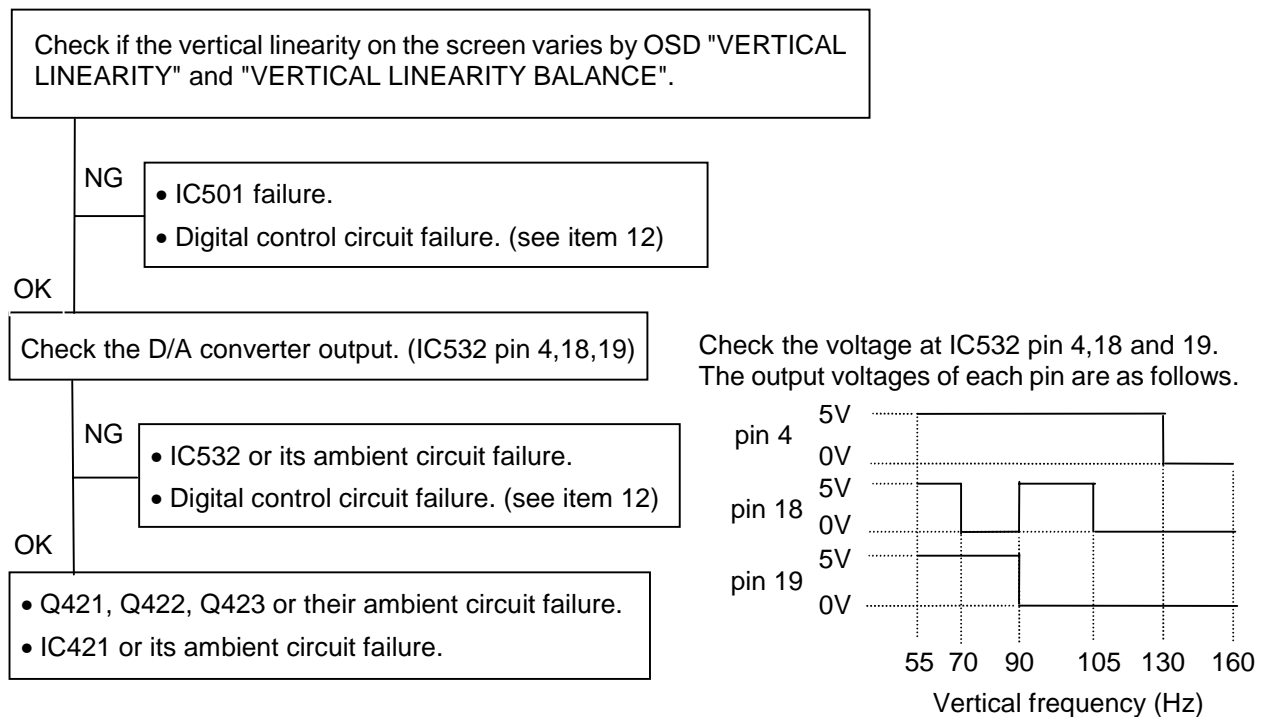 Check if the vertical linearity on the screen varies by OSD "VERTICAL
LINEARITY" and "VERTICAL LINEARITY BALANCE".
NG
• IC501 failure.
• Digital control circuit failure. (see item 12)
OK
Check the D/A converter output. (IC532 pin 4,18,19)
NG
• IC532 or its ambient circuit failure.
• Digital control circuit failure. (see item 12)
OK
• Q421, Q422, Q423 or their ambient circuit failure.
• IC421 or its ambient circuit failure.
Check the voltage at IC532 pin 4,18 and 19.
The output voltages of each pin are as follows.
5V
pin 4
0V
5V
pin 18
0V
5V
pin 19
0V
55 70 90 105 130 160
Vertical frequency (Hz)